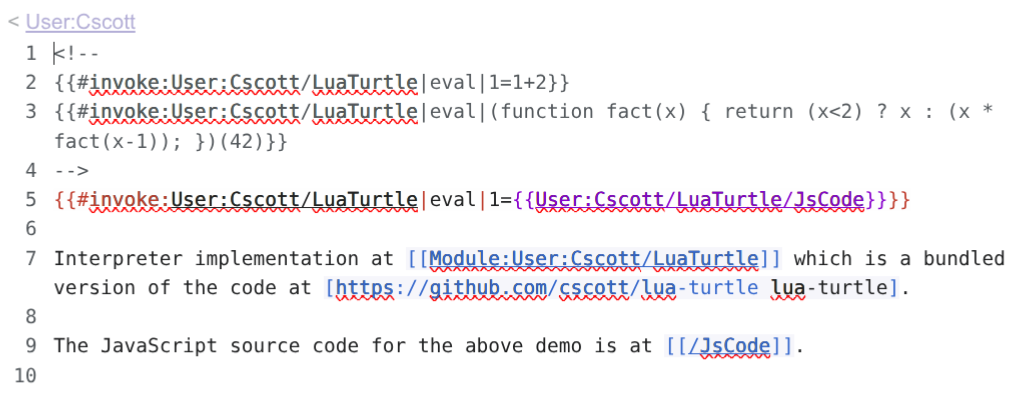 < User:Cscott
1 <!--
2 {{#invoke:User:Cscott/LuaTurtle|eval|1=1+2}}
3 {{#invoke:User:Cscott/LuaTurtle|eval|(function fact(x) { return (x<2) ? x : (x *
fact(x-1)); })(42)}}
4 -->
5 {{#invoke:User:Cscott/LuaTurtle|eval|1={{User:Cscott/LuaTurtle/JsCode}}}}
6
7 Interpreter implementation at [[Module:User:Cscott/LuaTurtle]] which is a bundled
version of the code at [https://github.com/cscott/lua-turtle lua-turtle].
8
9 The JavaScript source code for the above demo is at [[/JsCode]].
10